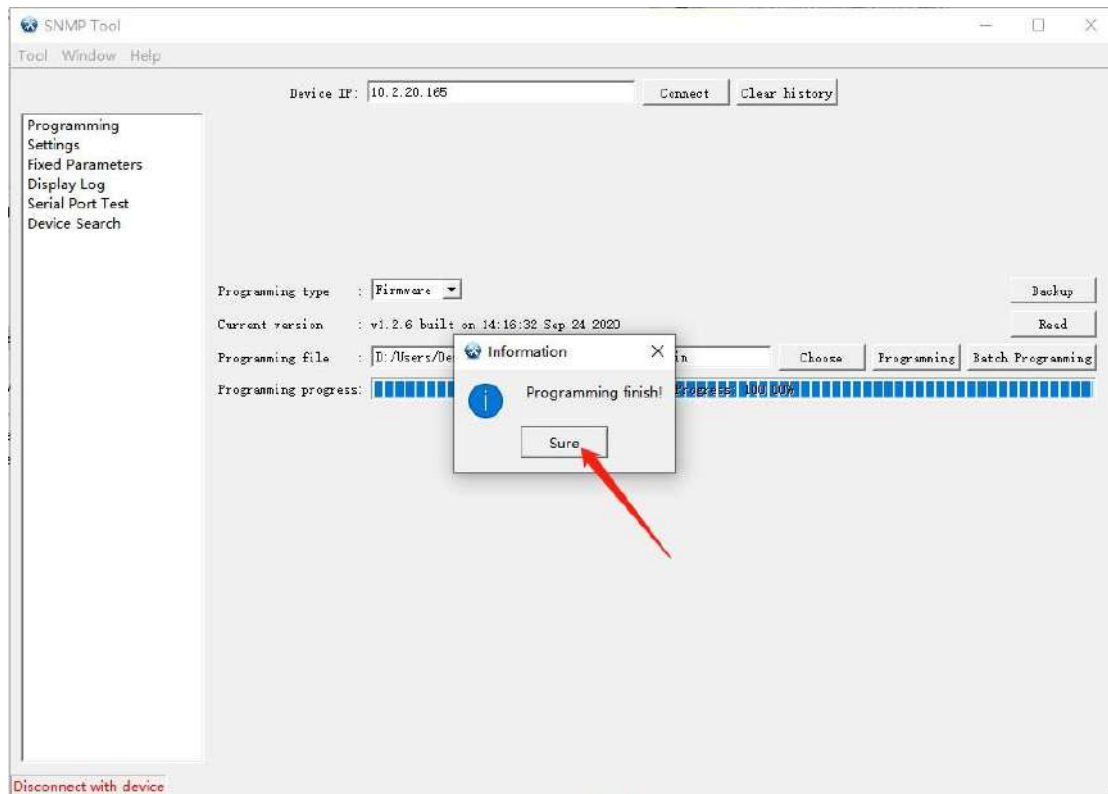 SNMP Tool
Tool Window Help
Device IP: 10.2.20.165 Connect Clear history
Programming
Settings
Fixed Parameters
Display Log
Serial Port Test
Device Search
Programming type : Firmware Backup
Current version : v1.2.6 built on 14:16:32 Sep 24 2020 Read
Programming file : D:/Users/De in Choose Programming Batch Programming
Programming progress: Progress: 100.00%
Information
Programming finish!
Sure
Disconnect with device